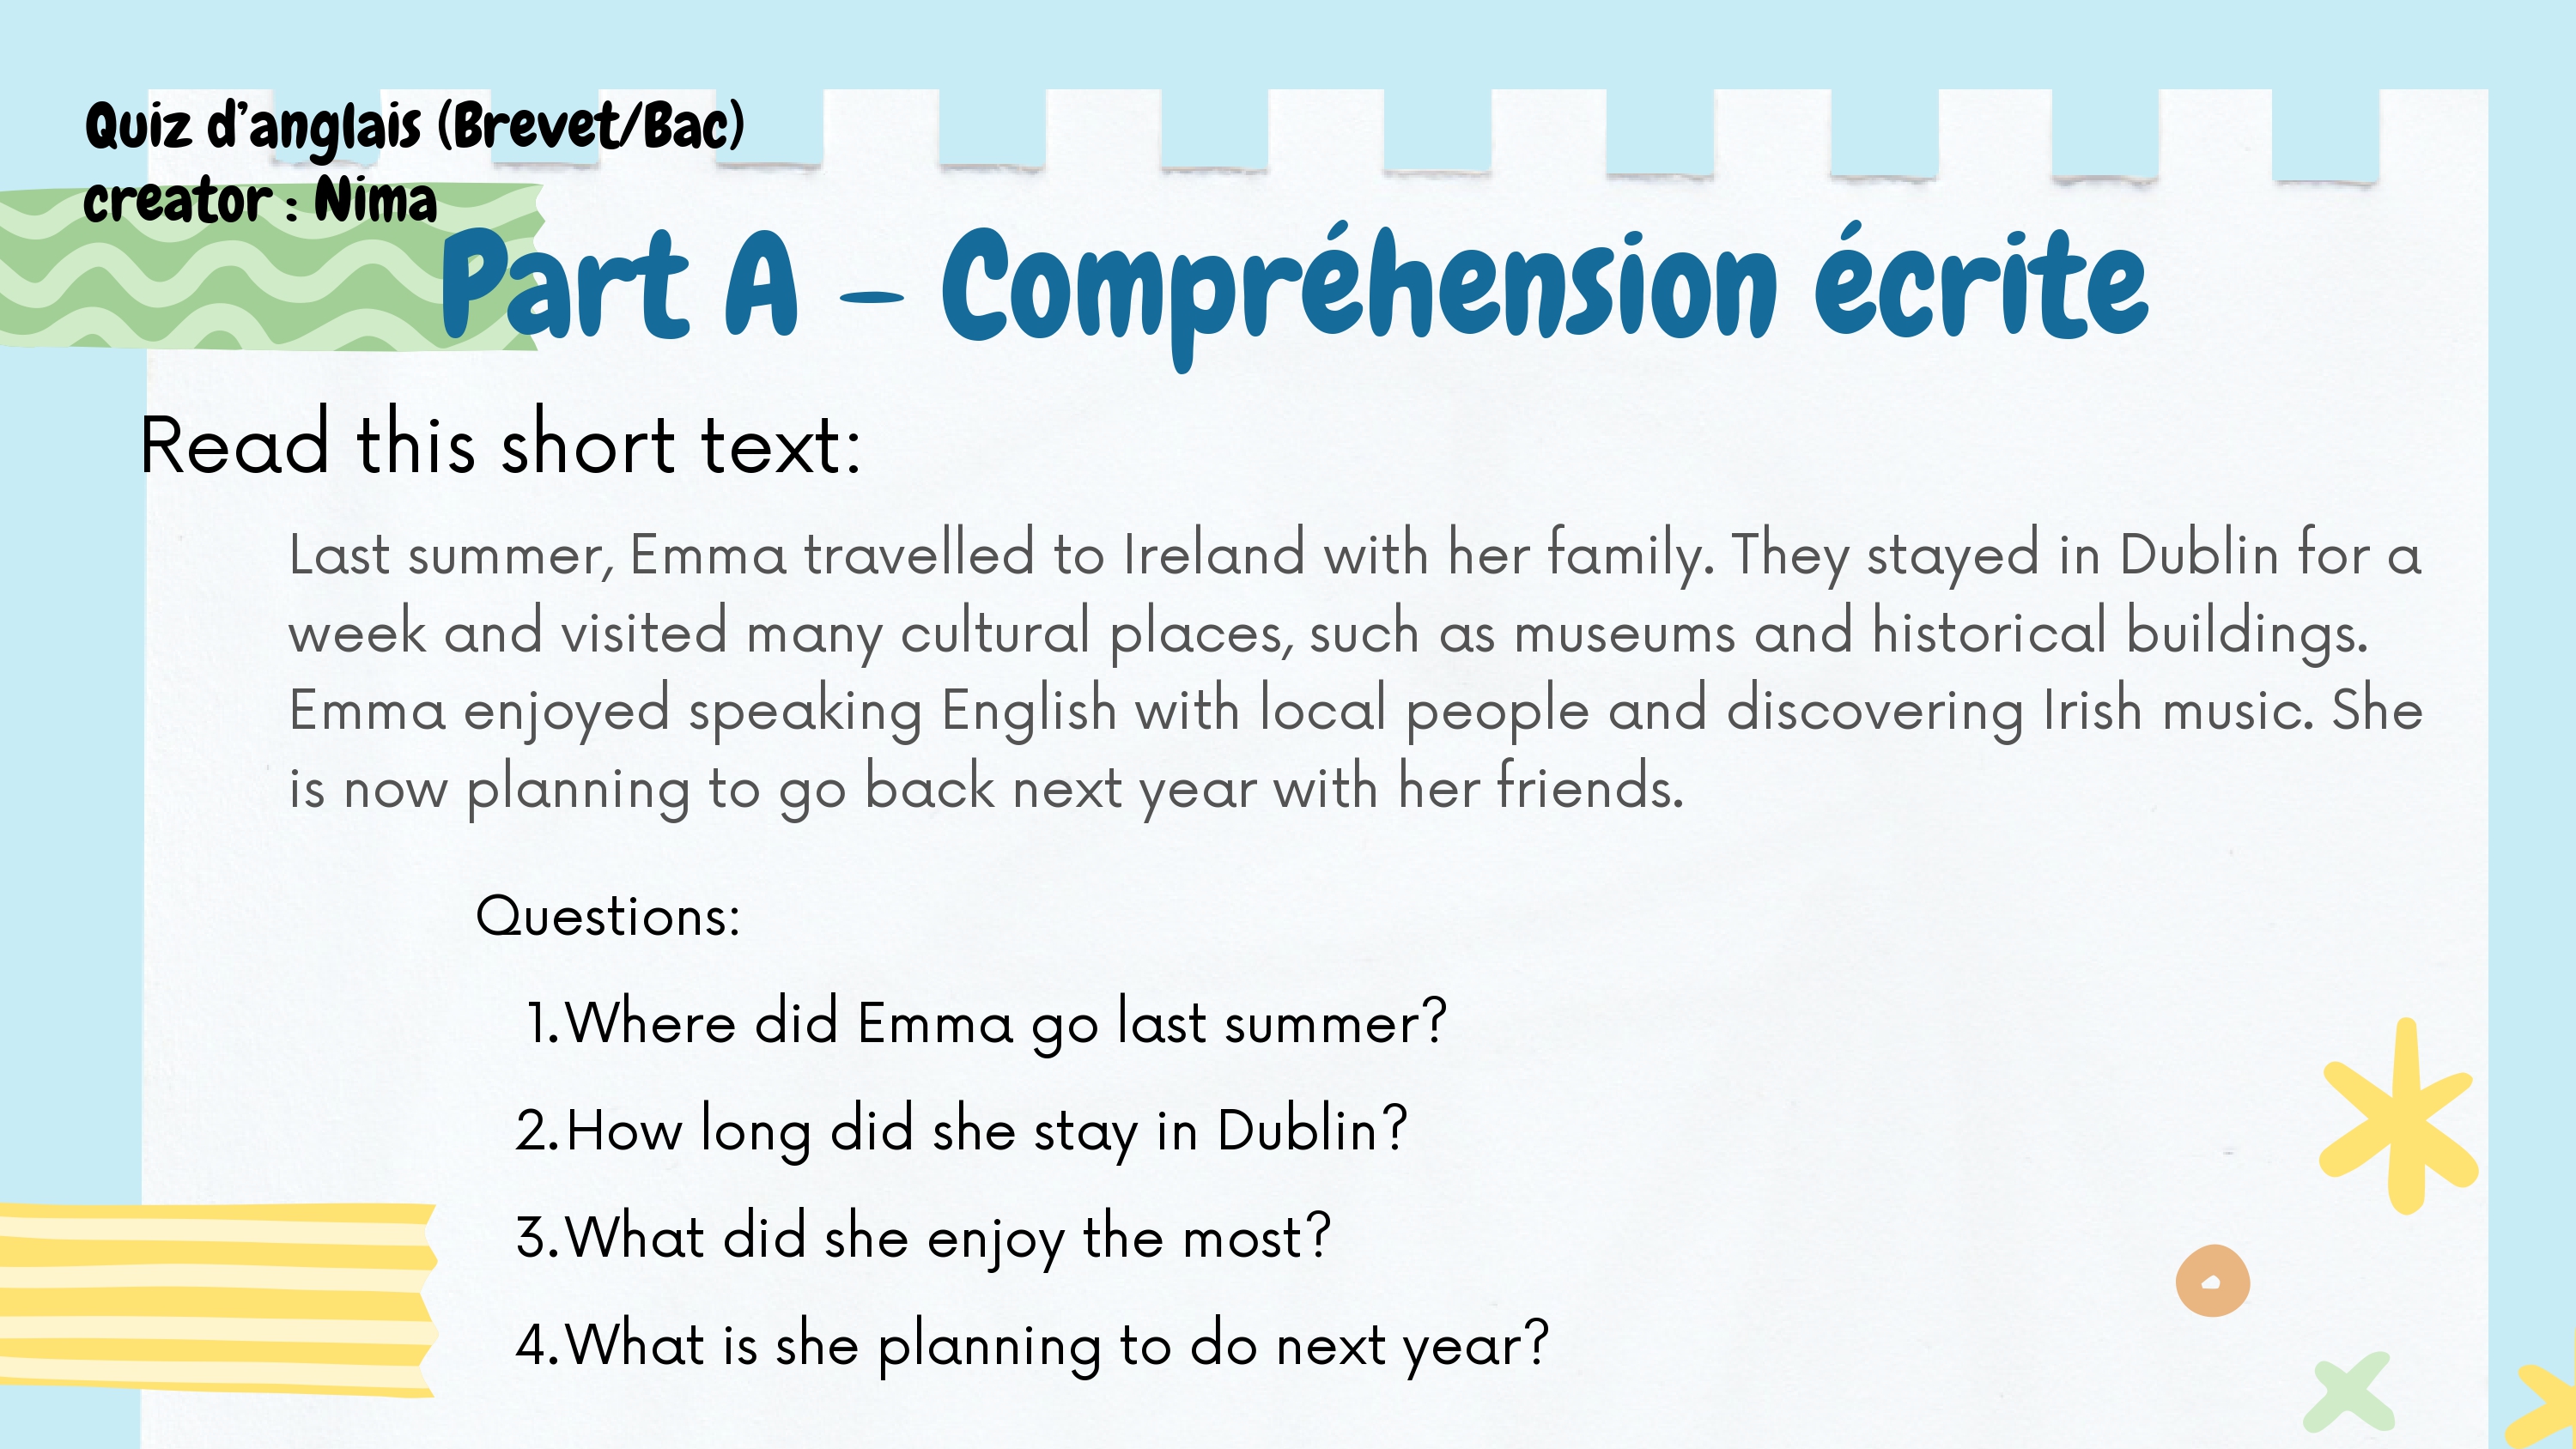 Quiz d’anglais (Brevet/Bac)
creator : Nima
Part A – Compréhension écrite
Read this short text:
Last summer, Emma travelled to Ireland with her family. They stayed in Dublin for a
week and visited many cultural places, such as museums and historical buildings.
Emma enjoyed speaking English with local people and discovering Irish music. She
is now planning to go back next year with her friends.
Questions:
1.Where did Emma go last summer?
2.How long did she stay in Dublin?
3.What did she enjoy the most?
4.What is she planning to do next year?